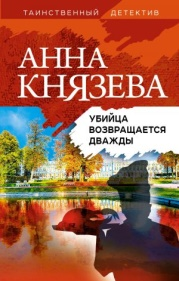 ТАИНСТВЕННЫЙ ДЕТЕКТИВ
АННА
КНЯЗЕВА
УБИЙЦА
ВОЗВРАЩАЕТСЯ
ДВАЖДЫ